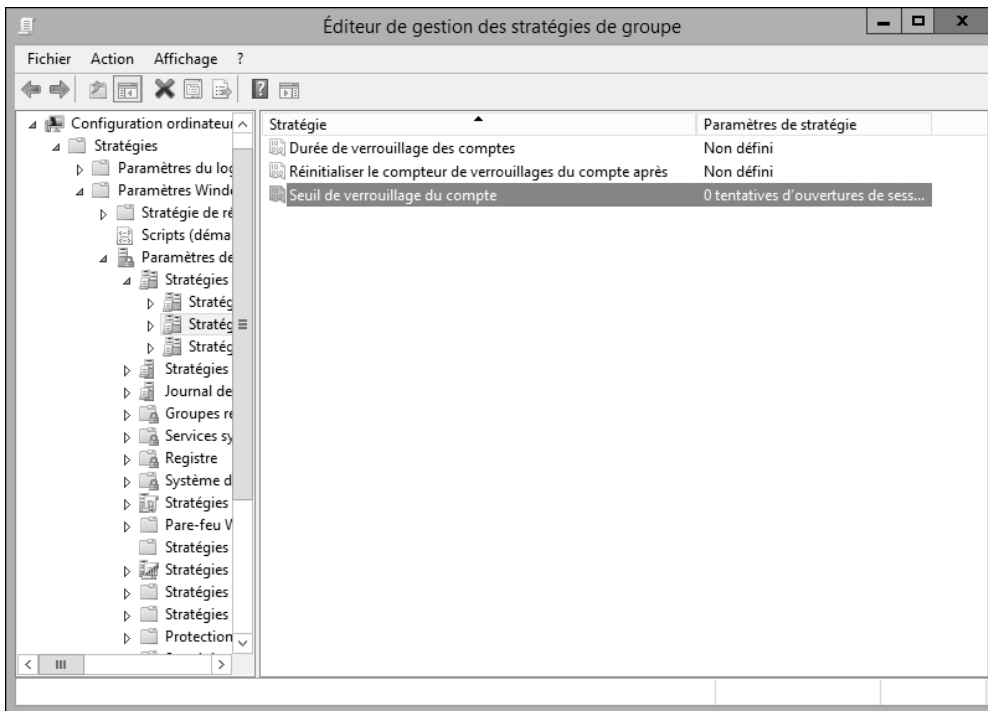 Éditeur de gestion des stratégies de groupe
Fichier Action Affichage ?
Configuration ordinateur
Stratégies
Paramètres du log
Paramètres Windo
Stratégie de ré
Scripts (déma
Paramètres de
Stratégies
Stratég
Stratég
Stratég
Stratégies
Journal de
Groupes re
Services sy
Registre
Système d
Stratégies
Pare-feu W
Stratégies
Stratégies
Stratégies
Stratégies
Protection
Stratégie Paramètres de stratégie
Durée de verrouillage des comptes Non défini
Réinitialiser le compteur de verrouillages du compte après Non défini
Seuil de verrouillage du compte 0 tentatives d'ouvertures de sess...